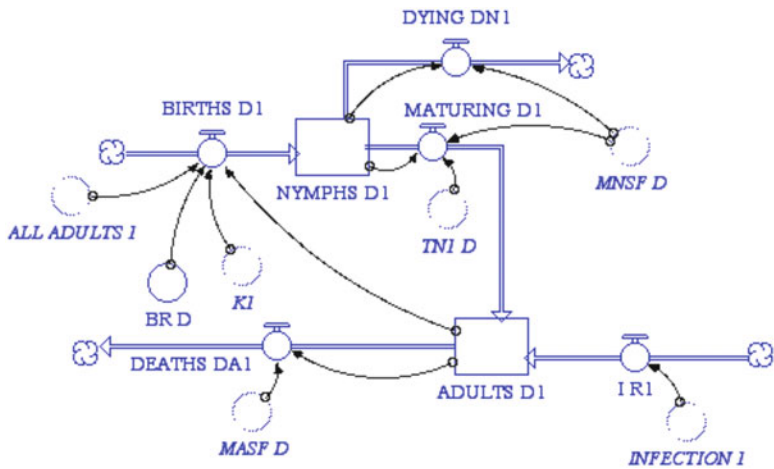 DYING DN1
BIRTHS D1
MATURING D1
NYMPHS D1
MNSF D
ALL ADULTS 1
TN1 D
K1
BR D
DEATHS DA1
ADULTS D1
I R1
MASF D
INFECTION 1